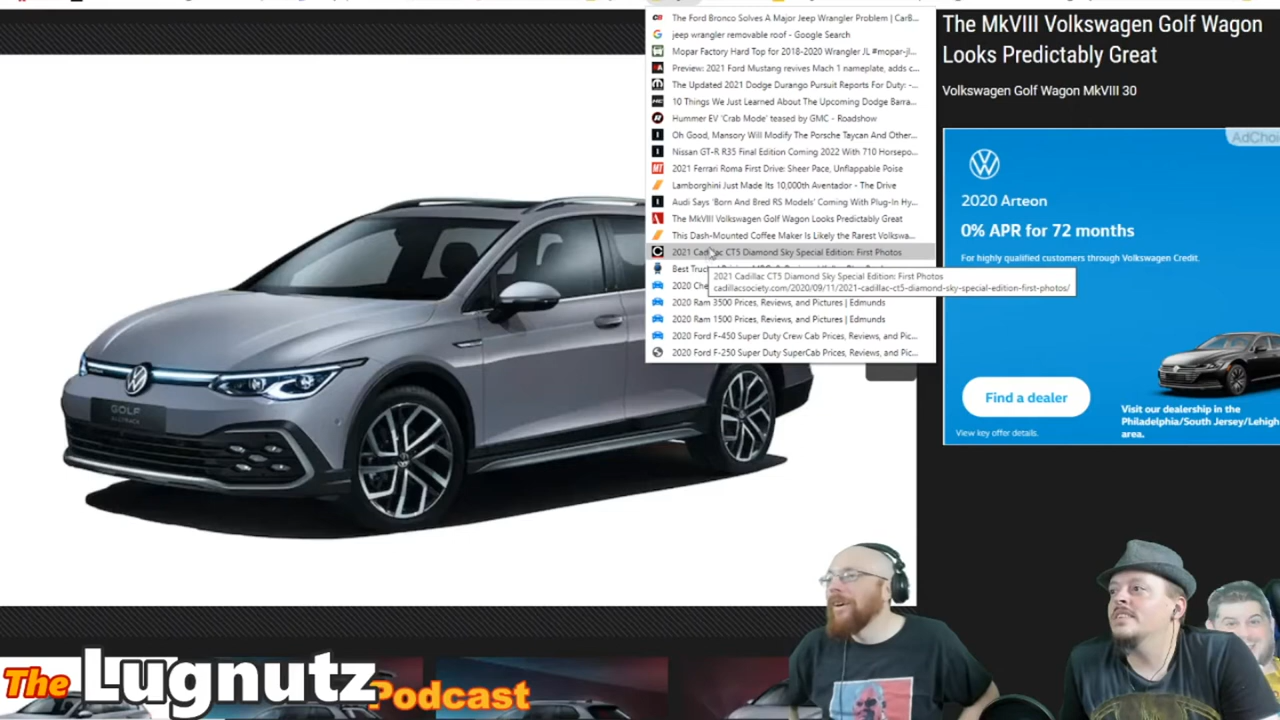 The Ford Bronco Solves A Major Jeep Wrangler Problem | CarB...
jeep wrangler removable roof - Google Search
Mopar Factory Hard Top for 2018-2020 Wrangler JL #mopar-jl...
Preview: 2021 Ford Mustang revives Mach 1 nameplate, adds c...
The Updated 2021 Dodge Durango Pursuit Reports For Duty: -...
10 Things We Just Learned About The Upcoming Dodge Barra...
Hummer EV 'Crab Mode' teased by GMC - Roadshow
Oh Good, Mansory Will Modify The Porsche Taycan And Other...
Nissan GT-R R35 Final Edition Coming 2022 With 710 Horsepo...
2021 Ferrari Roma First Drive: Sheer Pace, Unflappable Poise
Lamborghini Just Made Its 10,000th Aventador - The Drive
Audi Says 'Born And Bred RS Models' Coming With Plug-In Hy...
The MkVIII Volkswagen Golf Wagon Looks Predictably Great
This Dash-Mounted Coffee Maker Is Likely the Rarest Volkswa...
2021 Cadillac CT5 Diamond Sky Special Edition: First Photos
Best Truc
2021 Cadillac CT5 Diamond Sky Special Edition: First Photos
cadillacsociety.com/2020/09/11/2021-cadillac-ct5-diamond-sky-special-edition-first-photos/
2020 Che
2020 Ram 3500 Prices, Reviews, and Pictures | Edmunds
2020 Ram 1500 Prices, Reviews, and Pictures | Edmunds
2020 Ford F-450 Super Duty Crew Cab Prices, Reviews, and Pic...
2020 Ford F-250 Super Duty SuperCab Prices, Reviews, and Pic...
The MkVIII Volkswagen Golf Wagon
Looks Predictably Great
Volkswagen Golf Wagon MkVIII 30
AdChoi
2020 Arteon
0% APR for 72 months
For highly qualified customers through Volkswagen Credit.
Find a dealer
View key offer details.
Visit our dealership in the
Philadelphia/South Jersey/Lehigh
area.
GOLF
The Lugnutz Podcast